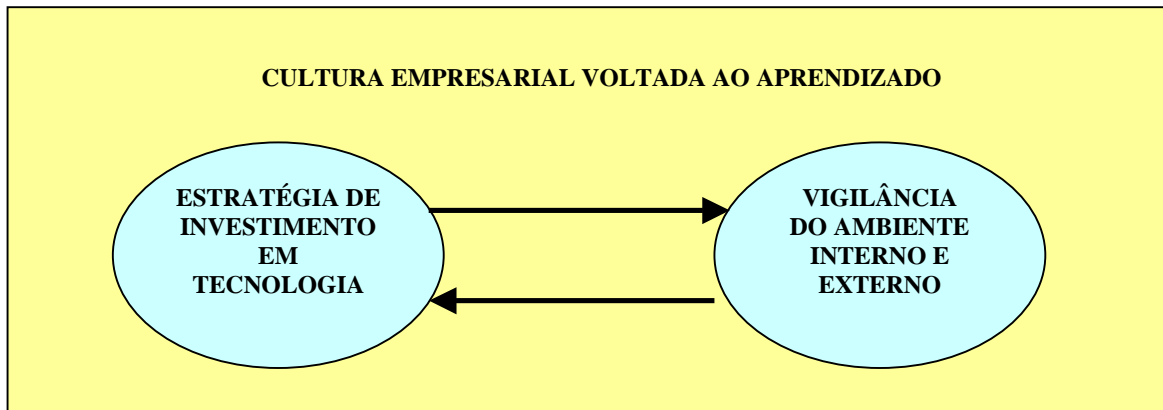 CULTURA EMPRESARIAL VOLTADA AO APRENDIZADO
ESTRATÉGIA DE
INVESTIMENTO
EM
TECNOLOGIA
VIGILÂNCIA
DO AMBIENTE
INTERNO E
EXTERNO